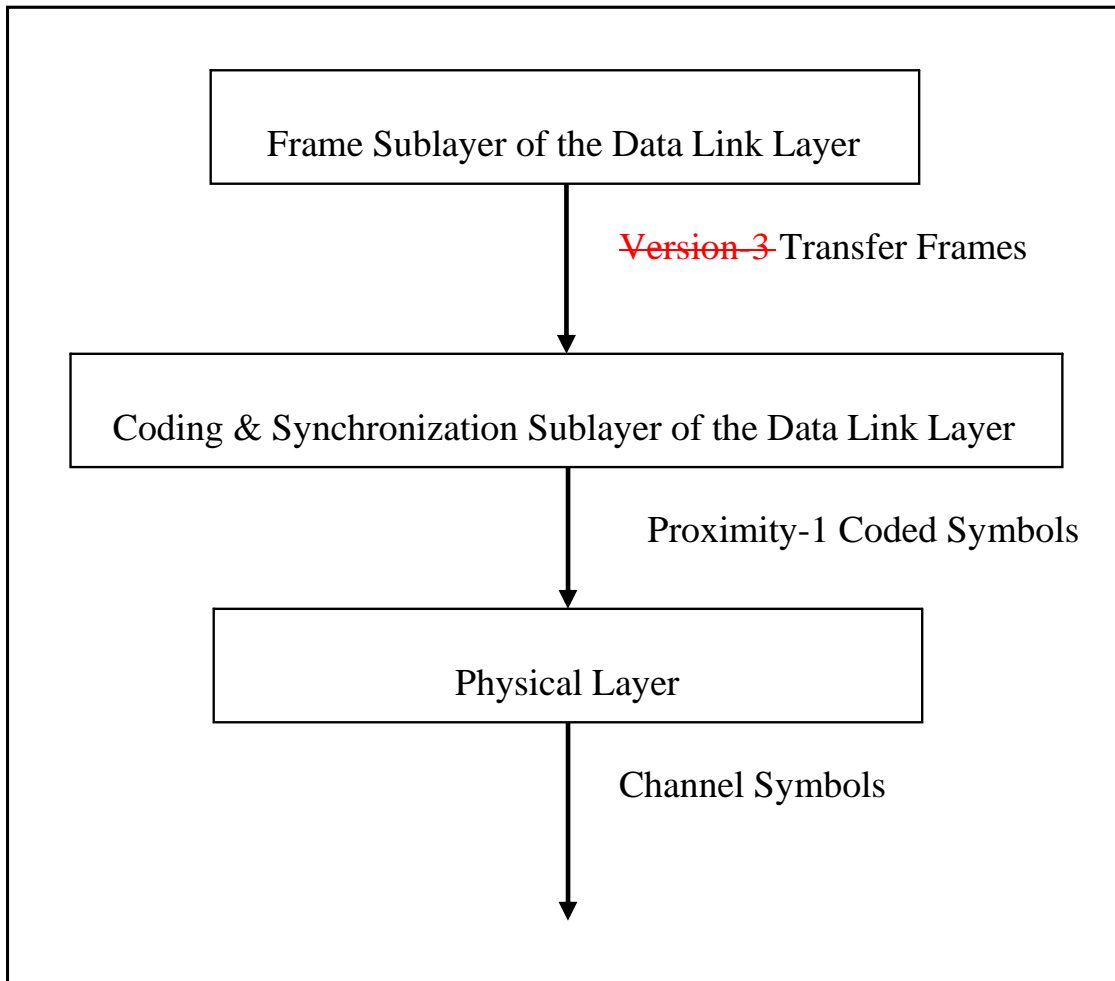 Frame Sublayer of the Data Link Layer
Version-3 Transfer Frames
Coding & Synchronization Sublayer of the Data Link Layer
Proximity-1 Coded Symbols
Physical Layer
Channel Symbols